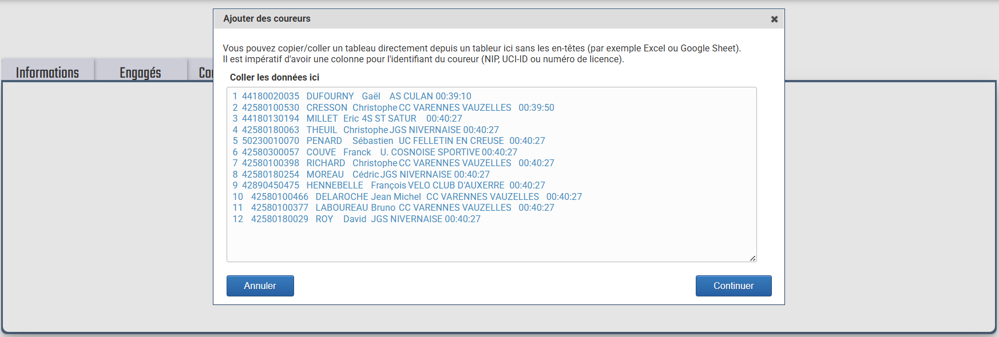 Ajouter des coureurs
Vous pouvez copier/coller un tableau directement depuis un tableur ici sans les en-têtes (par exemple Excel ou Google Sheet).
Il est impératif d'avoir une colonne pour l'identifiant du coureur (NIP, UCI-ID ou numéro de licence).
Informations
Engagés
Coller les données ici
1 44180020035 DUFOURNY Gaël AS CULAN 00:39:10
2 42580100530 CRESSON Christophe CC VARENNES VAUZELLES 00:39:50
3 44180130194 MILLET Eric 4S ST SATUR 00:40:27
4 42580180063 THEUIL Christophe JGS NIVERNAISE 00:40:27
5 50230010070 PENARD Sébastien UC FELLETIN EN CREUSE 00:40:27
6 42580300057 COUVE Franck U. COSNOISE SPORTIVE 00:40:27
7 42580100398 RICHARD Christophe CC VARENNES VAUZELLES 00:40:27
8 42580180254 MOREAU Cédric JGS NIVERNAISE 00:40:27
9 42890450475 HENNEBELLE François VELO CLUB D'AUXERRE 00:40:27
10 42580100466 DELAROCHE Jean Michel CC VARENNES VAUZELLES 00:40:27
11 42580100377 LABOUREAU Bruno CC VARENNES VAUZELLES 00:40:27
12 42580180029 ROY David JGS NIVERNAISE 00:40:27
Annuler
Continuer